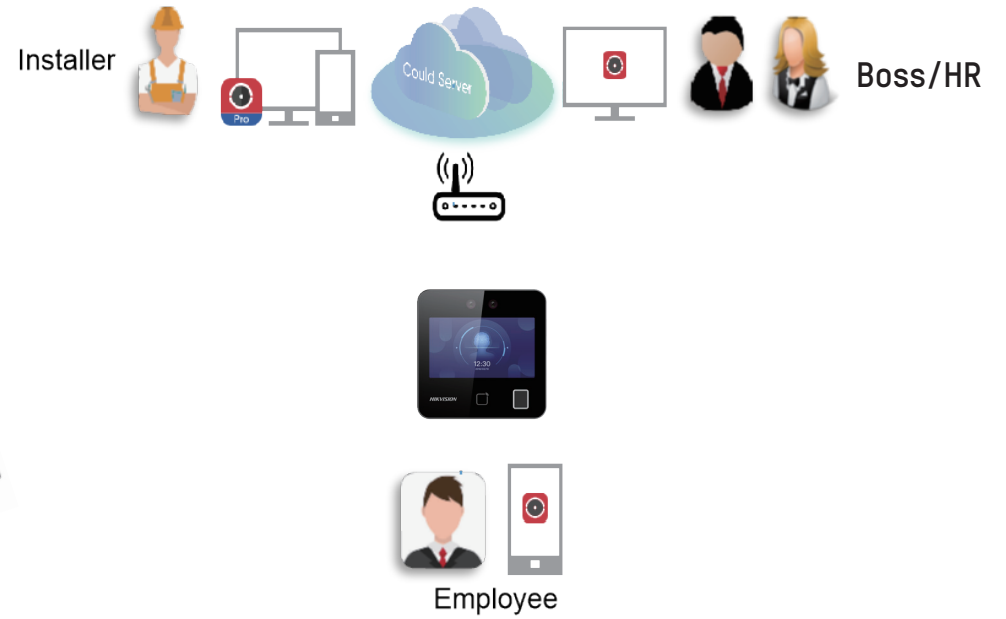 Installer
Pro
Could Server
Boss/HR
12:30
HIKVISION
Employee